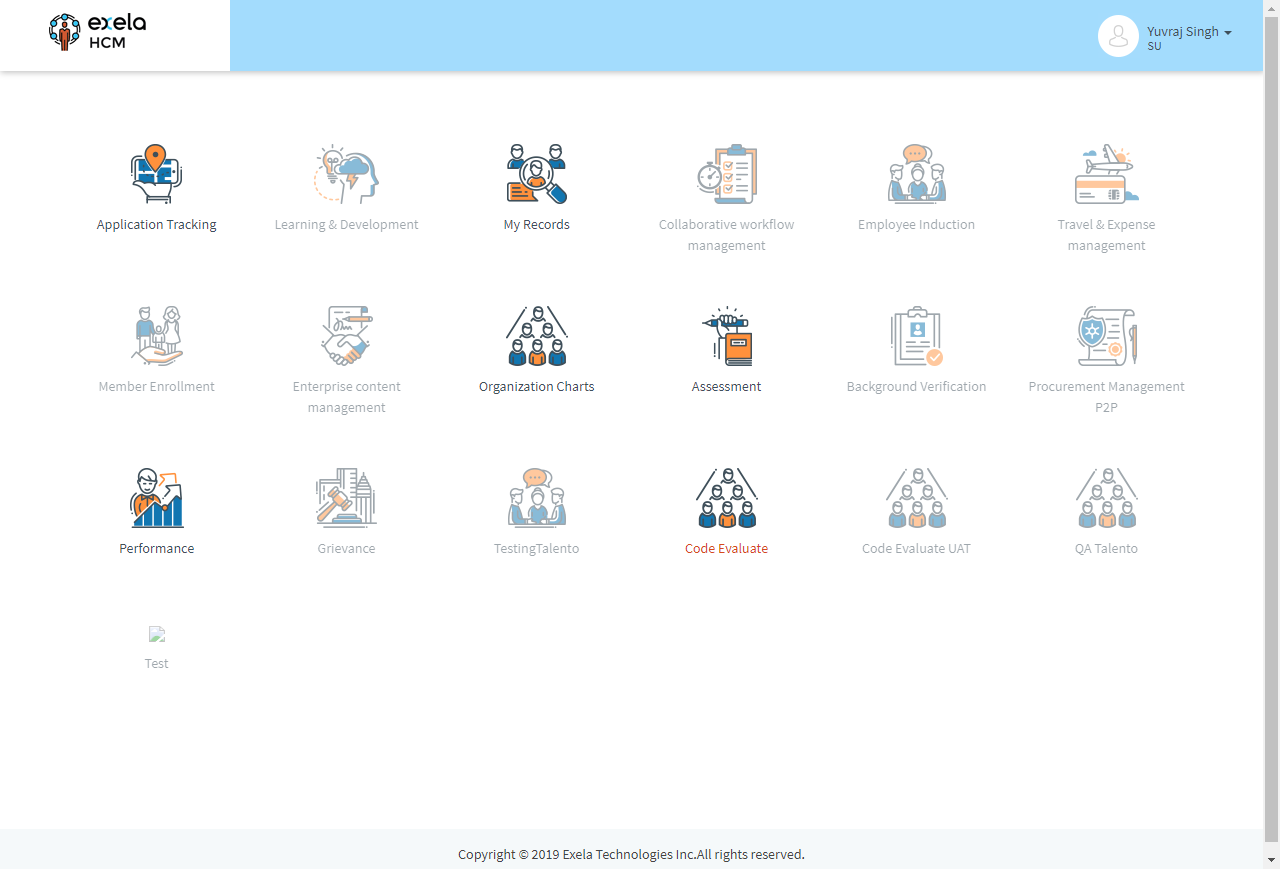 exela
HCM
Yuvraj Singh
SU
Application Tracking
Learning & Development
My Records
Collaborative workflow
management
Employee Induction
Travel & Expense
management
Member Enrollment
Enterprise content
management
Organization Charts
Assessment
Background Verification
Procurement Management
P2P
Performance
Grievance
TestingTalento
Code Evaluate
Code Evaluate UAT
QA Talento
Test
Copyright © 2019 Exela Technologies Inc.All rights reserved.